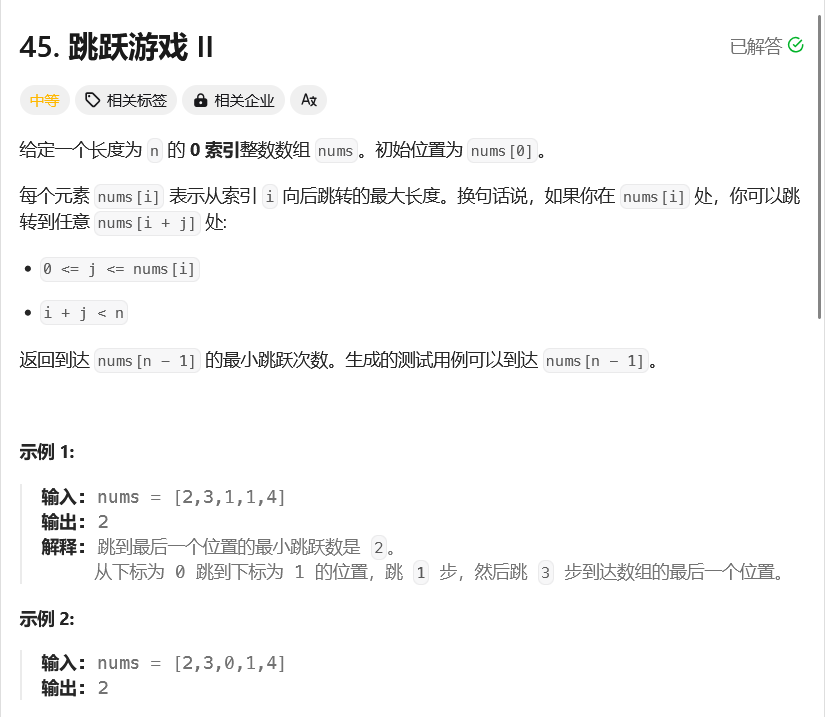 45. 跳跃游戏 II
已解答
中等 相关标签 相关企业 Ax
给定一个长度为 n 的 0 索引整数数组 nums。初始位置为 nums[0]。
每个元素 nums[i] 表示从索引 i 向后跳转的最大长度。换句话说，如果你在 nums[i] 处，你可以跳
转到任意 nums[i + j] 处:
• 0 <= j <= nums[i]
• i + j < n
返回到达 nums[n - 1] 的最小跳跃次数。生成的测试用例可以到达 nums[n - 1]。
示例 1:
输入: nums = [2,3,1,1,4]
输出: 2
解释: 跳到最后一个位置的最小跳跃数是 2。
从下标为 0 跳到下标为 1 的位置，跳 1 步，然后跳 3 步到达数组的最后一个位置。
示例 2:
输入: nums = [2,3,0,1,4]
输出: 2